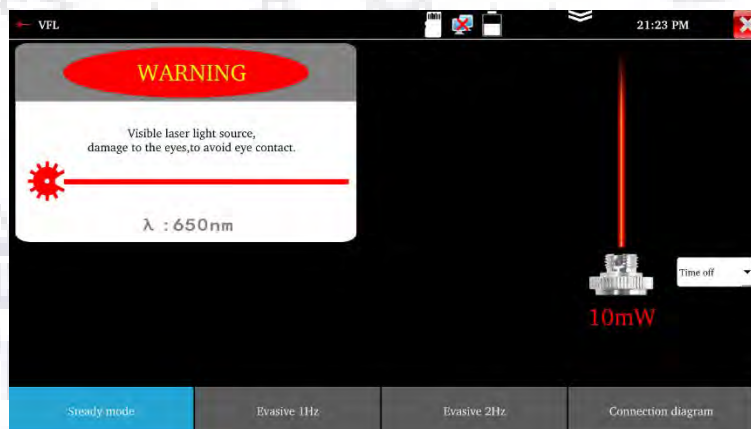 VFL
21:23 PM
WARNING
Visible laser light source,
damage to the eyes,to avoid eye contact.
λ :650nm
Time off
10mW
Sready mode
Evasive 1Hz
Evasive 2Hz
Connection diagram